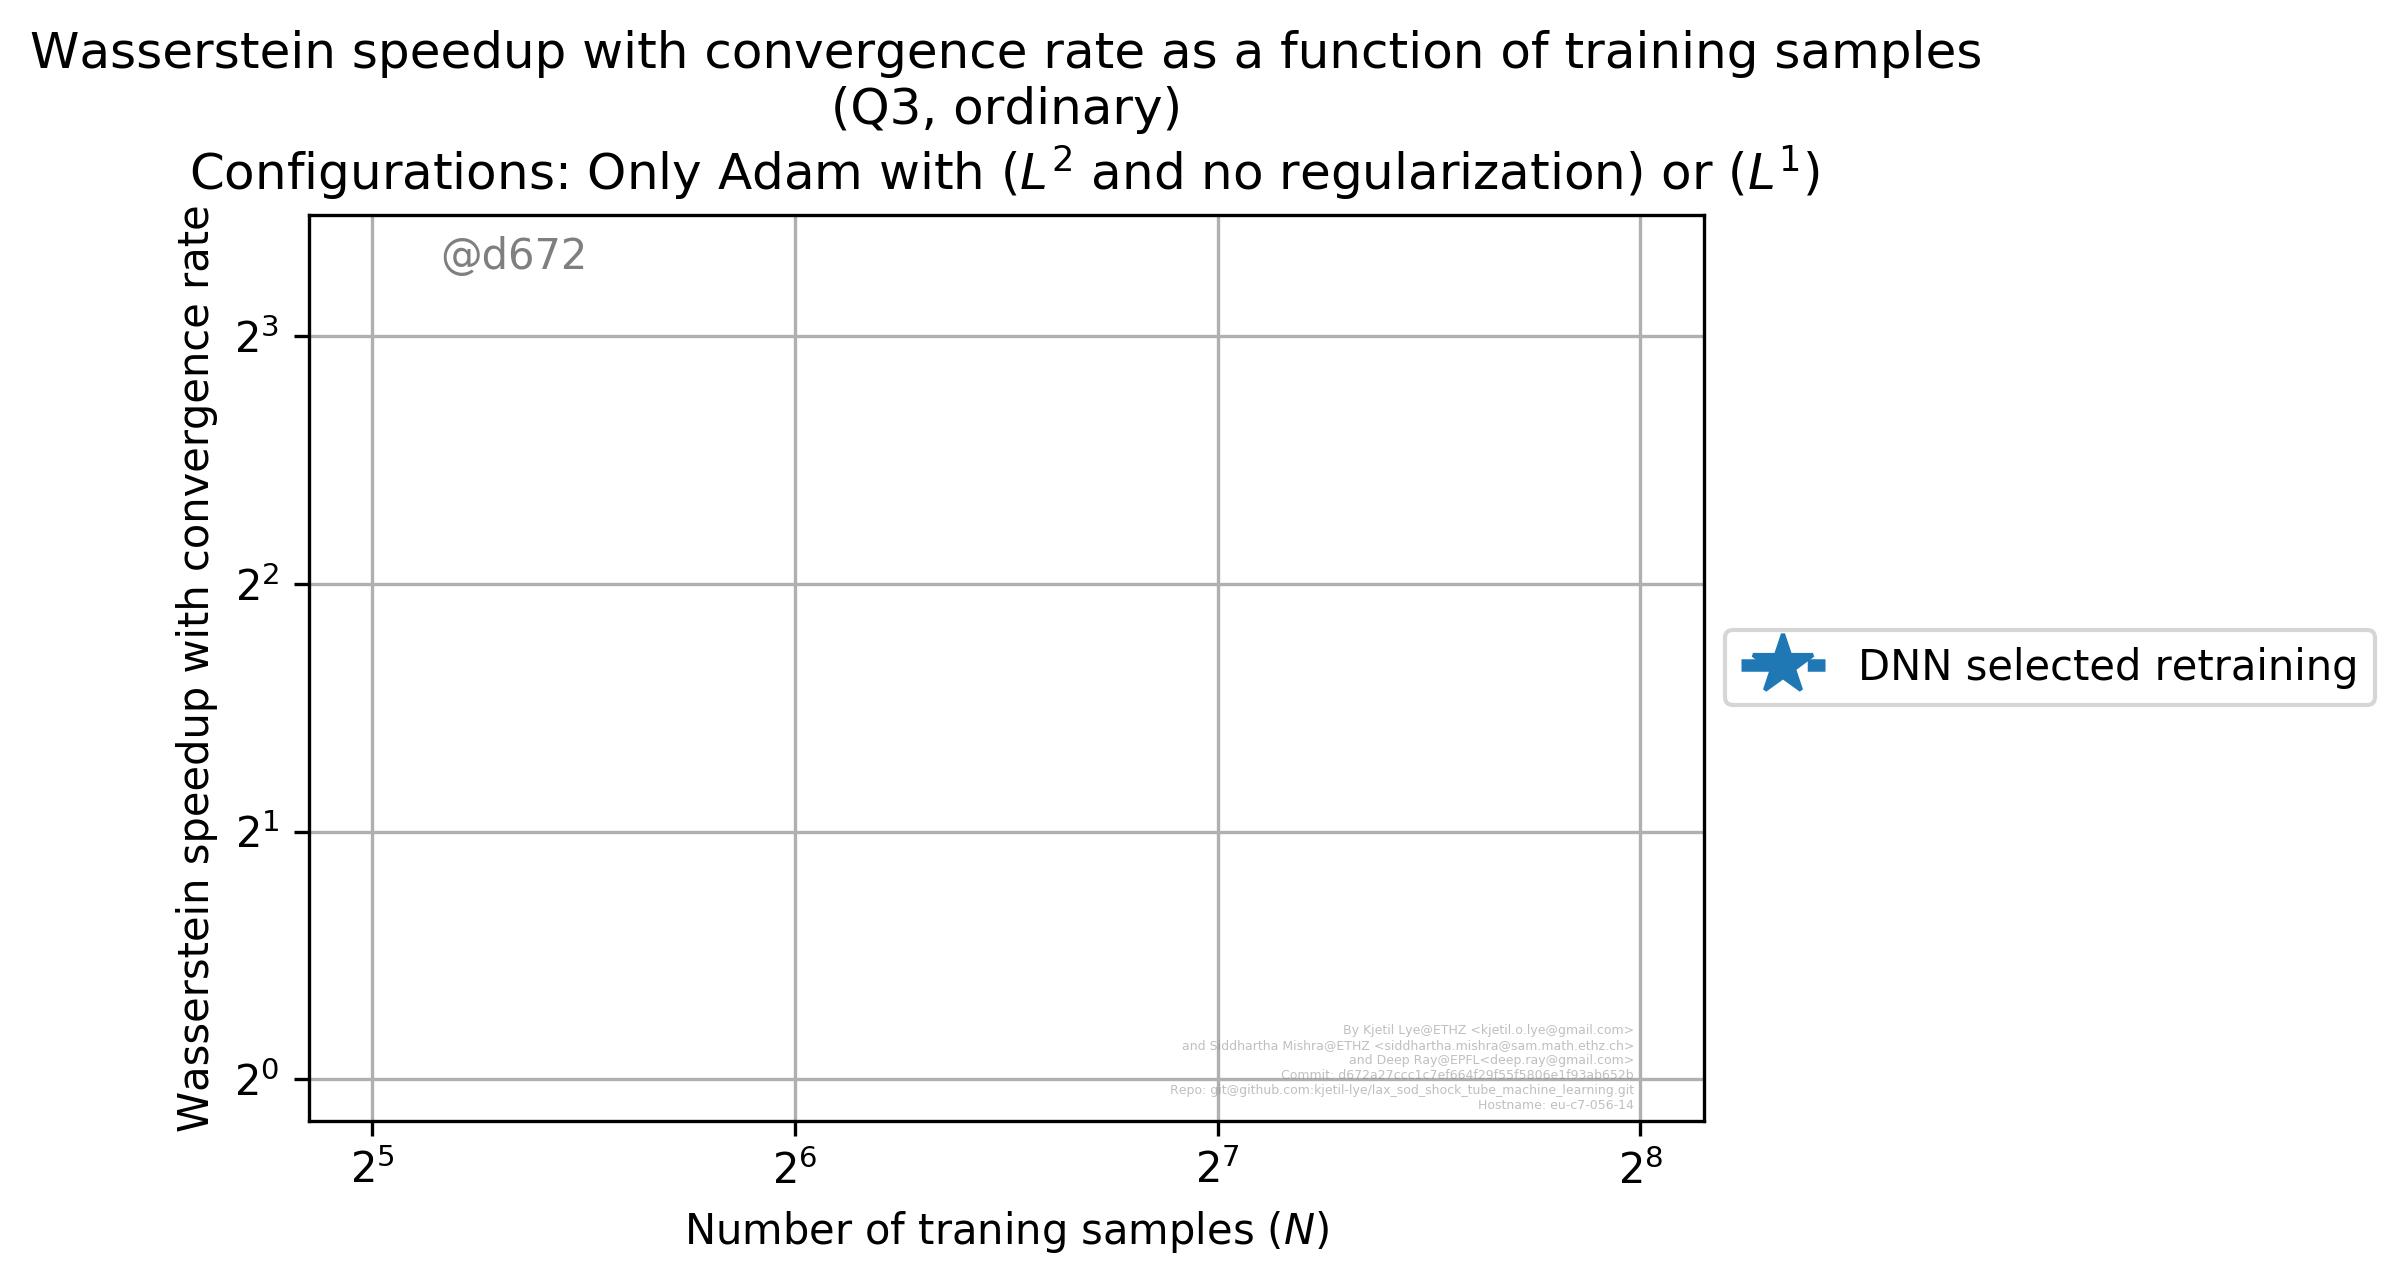 Wasserstein speedup with convergence rate as a function of training samples
(Q3, ordinary)
Configurations: Only Adam with (L² and no regularization) or (L¹)
@d672
Wasserstein speedup with convergence rate
2³
2²
2¹
2⁰
DNN selected retraining
By Kjetil Lye@ETHZ <kjetil.o.lye@gmail.com>
and Siddhartha Mishra@ETHZ <siddhartha.mishra@sam.math.ethz.ch>
and Deep Ray@EPFL<deep.ray@gmail.com>
Commit: d672a27ccc1c7ef664f29f55f5806e1f93ab652b
Repo: git@github.com:kjetil-lye/lax_sod_shock_tube_machine_learning.git
Hostname: eu-c7-056-14
2⁵ 2⁶ 2⁷ 2⁸
Number of traning samples (N)